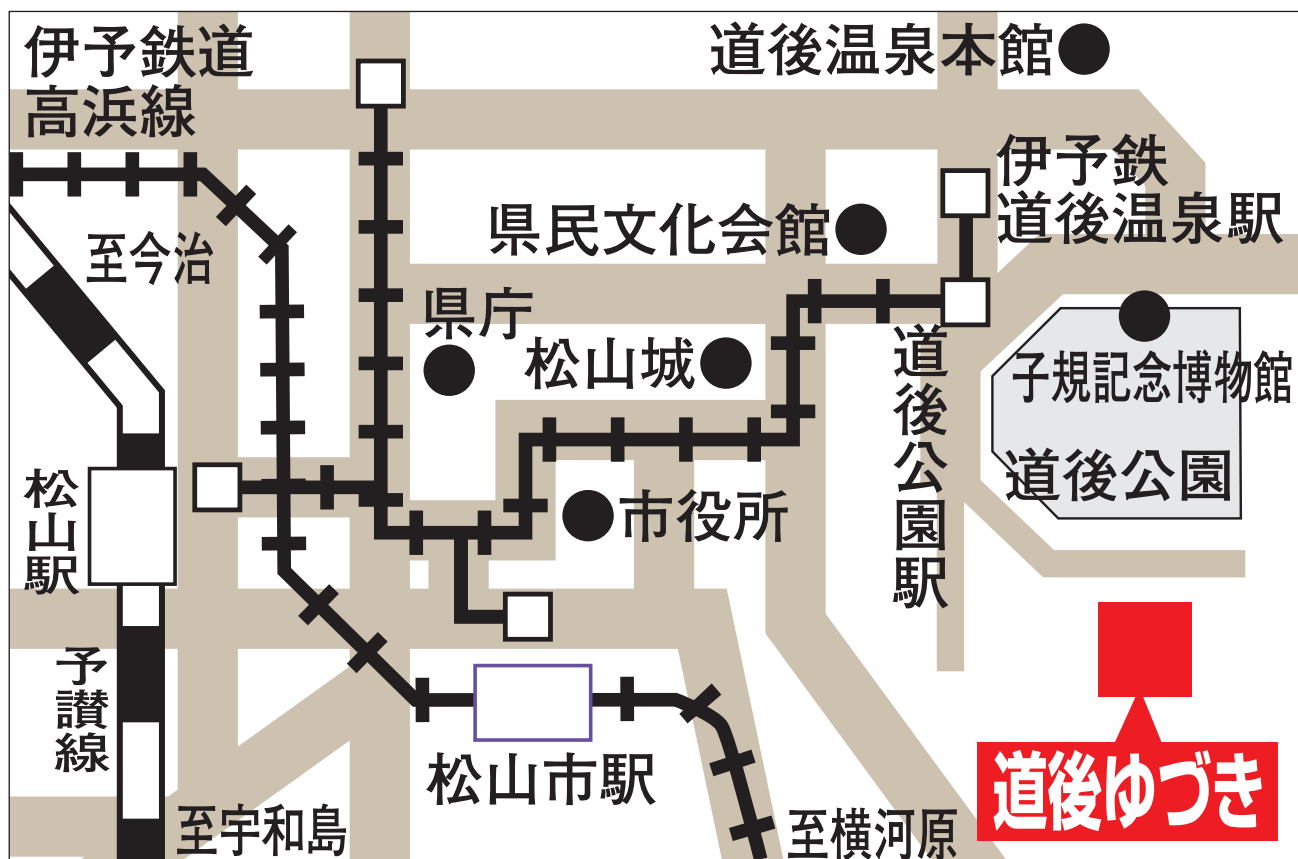 伊予鉄道
高浜線
道後温泉本館
伊予鉄
道後温泉駅
県民文化会館
至今治
県庁
松山城
道後公園駅
子規記念博物館
道後公園
松山駅
市役所
予讃線
松山市駅
道後ゆづき
至宇和島
至横河原